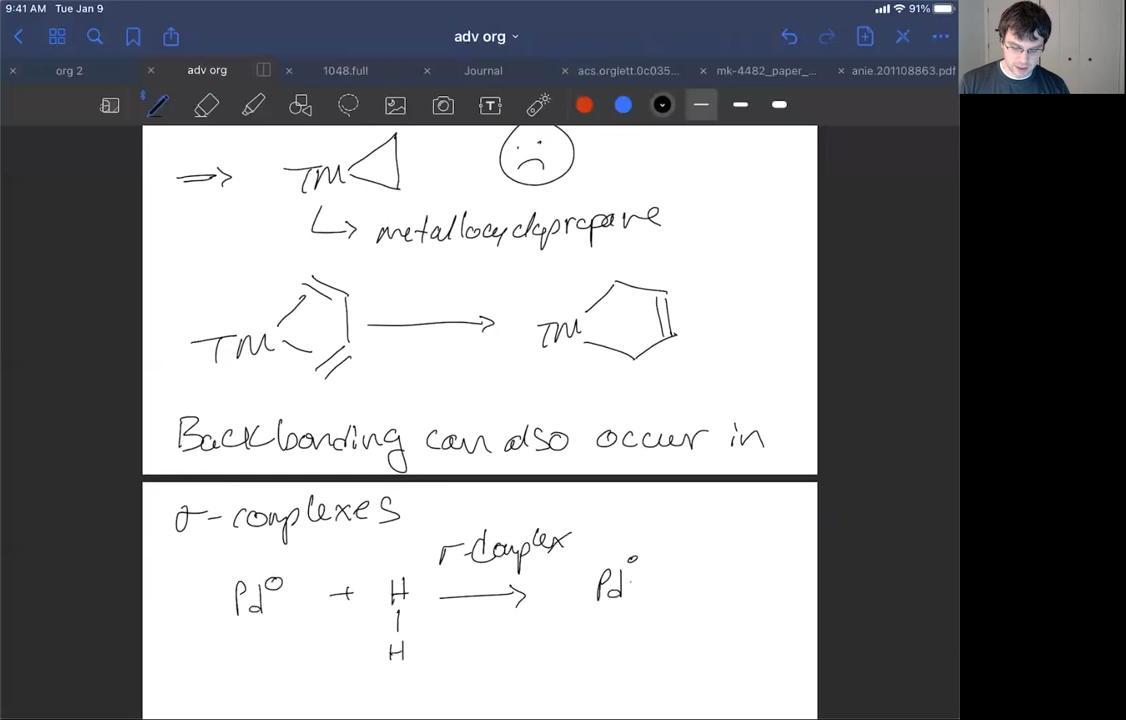 9:41 AM Tue Jan 9
91%
adv org
org 2
adv org
1048.full
Journal
acs.orglett.0c035...
mk-4482_paper_...
anie.201108863.pdf
T
⇒ TM
↳ metallocyclopropane
TM → TM
Backbonding can also occur in
σ-complexes
σ-complex
Pd⁰ + H → Pd⁰
H